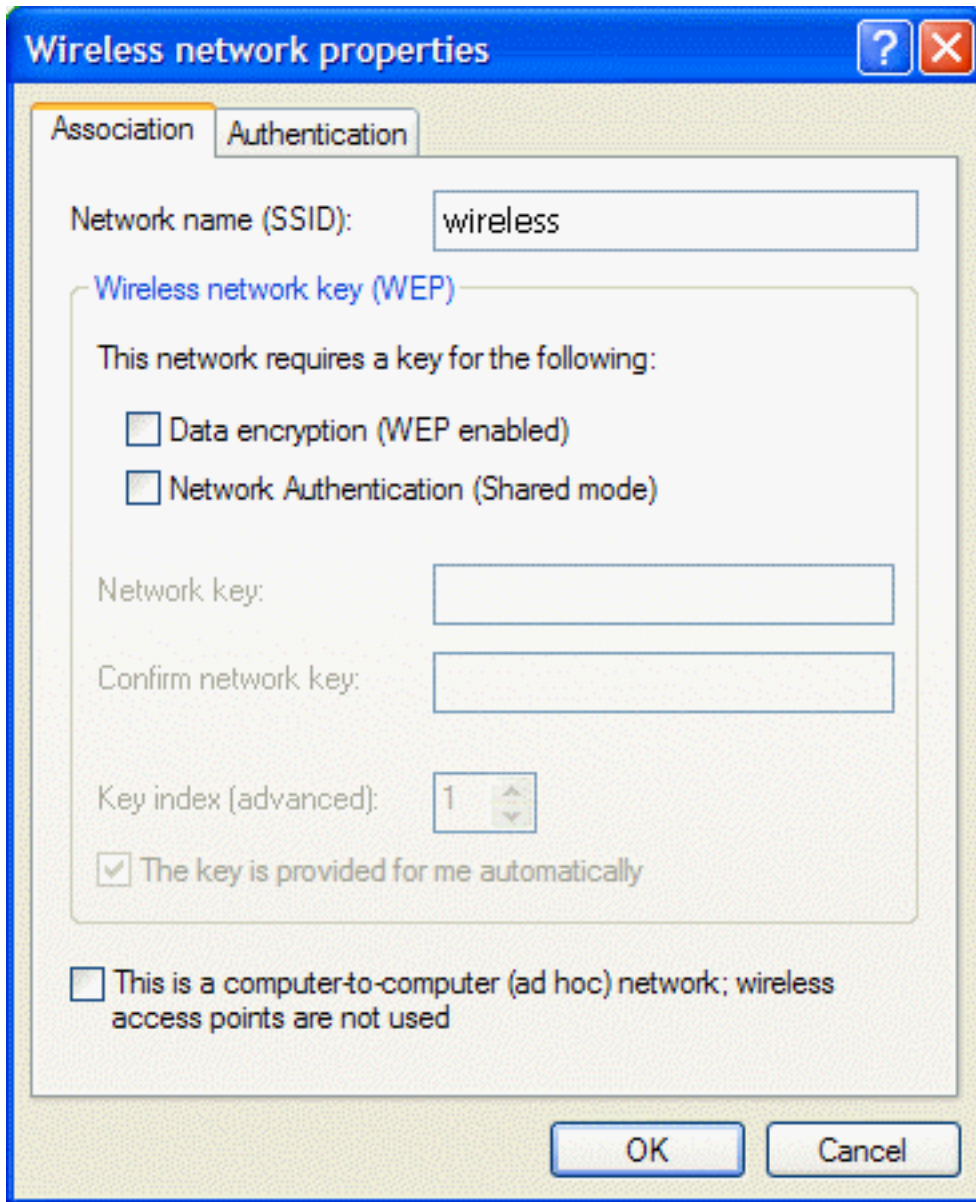 Wireless network properties
?
Association
Authentication
Network name (SSID):
wireless
Wireless network key (WEP)
This network requires a key for the following:
Data encryption (WEP enabled)
Network Authentication (Shared mode)
Network key:
Confirm network key:
Key index (advanced):
1
The key is provided for me automatically
This is a computer-to-computer (ad hoc) network; wireless
access points are not used
OK
Cancel